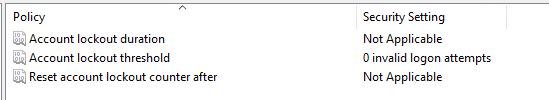 Policy Security Setting
Account lockout duration Not Applicable
Account lockout threshold 0 invalid logon attempts
Reset account lockout counter after Not Applicable